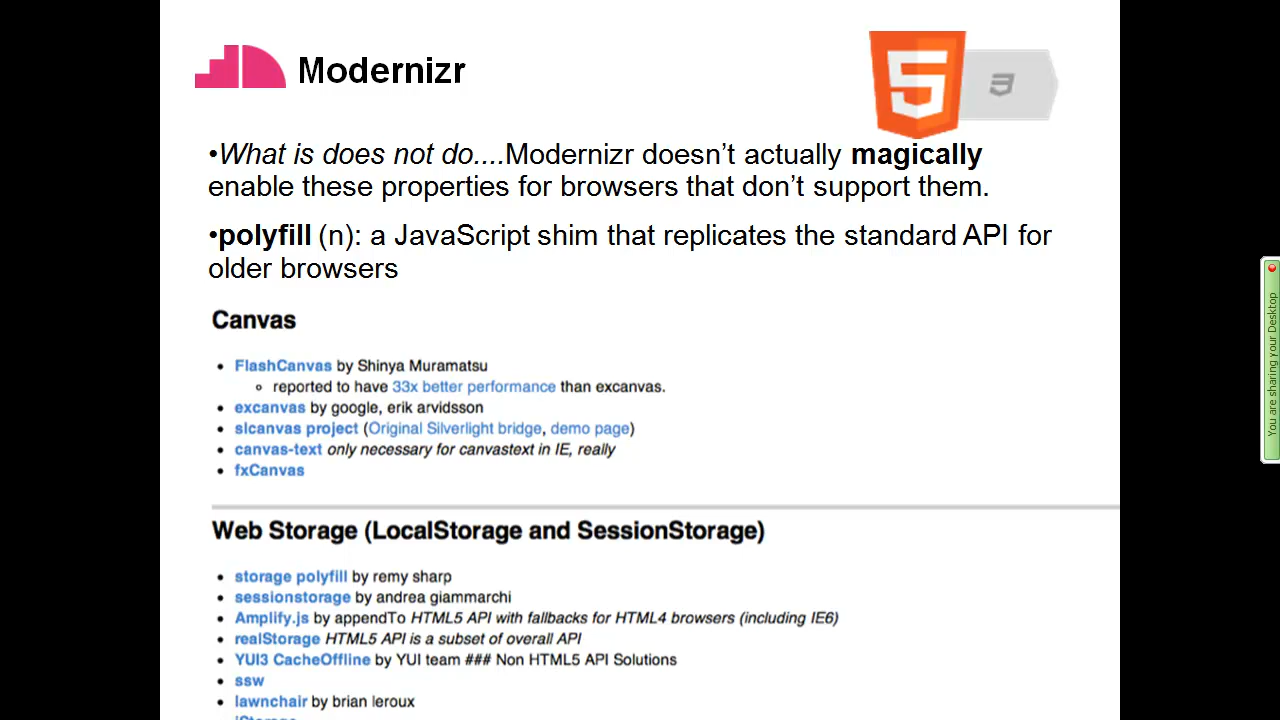 Modernizr
5
3
•What is does not do....Modernizr doesn’t actually magically
enable these properties for browsers that don’t support them.
•polyfill (n): a JavaScript shim that replicates the standard API for
older browsers
Canvas
• FlashCanvas by Shinya Muramatsu
◦ reported to have 33x better performance than excanvas.
• excanvas by google, erik arvidsson
• slcanvas project (Original Silverlight bridge, demo page)
• canvas-text only necessary for canvastext in IE, really
• fxCanvas
Web Storage (LocalStorage and SessionStorage)
• storage polyfill by remy sharp
• sessionstorage by andrea giammarchi
• Amplify.js by appendTo HTML5 API with fallbacks for HTML4 browsers (including IE6)
• realStorage HTML5 API is a subset of overall API
• YUI3 CacheOffline by YUI team ### Non HTML5 API Solutions
• ssw
• lawnchair by brian leroux
You are sharing your Desktop